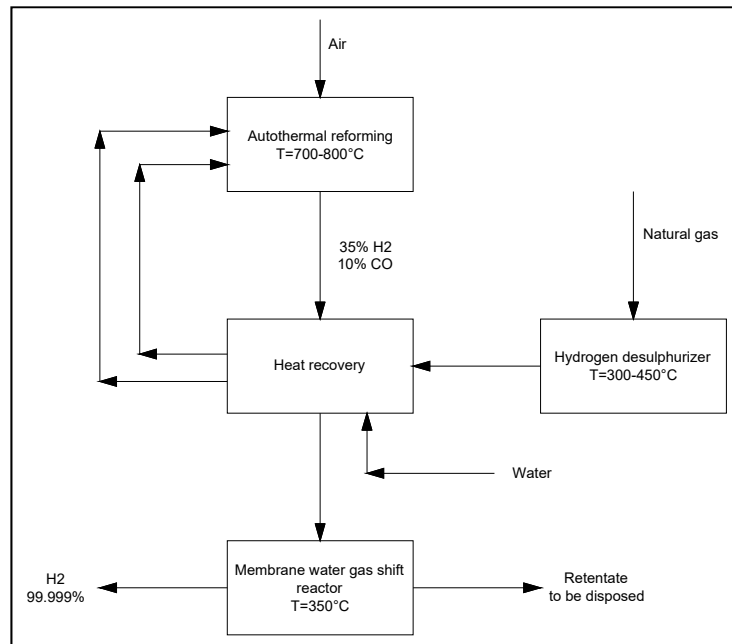 Air
Autothermal reforming
T=700-800°C
35% H2
10% CO
Natural gas
Heat recovery
Hydrogen desulphurizer
T=300-450°C
Water
Membrane water gas shift
reactor
T=350°C
H2
99.999%
Retentate
to be disposed